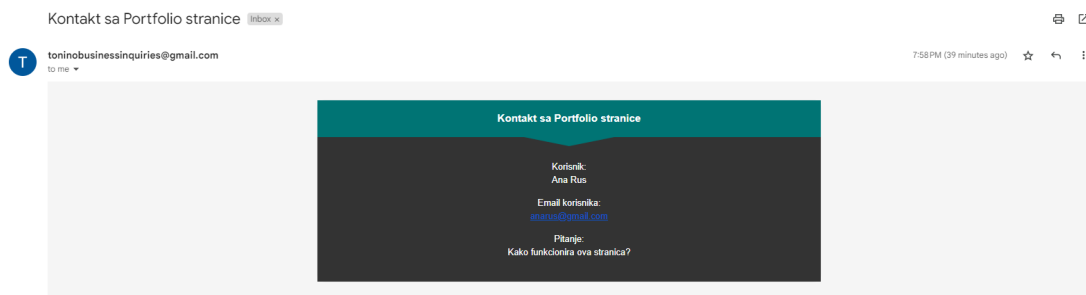 Kontakt sa Portfolio stranice Inbox x
T
toninobusinessinquiries@gmail.com
7:58 PM (39 minutes ago)
to me
Kontakt sa Portfolio stranice
Korisnik:
Ana Rus
Email korisnika:
anarus@gmail.com
Pitanje:
Kako funkcionira ova stranica?